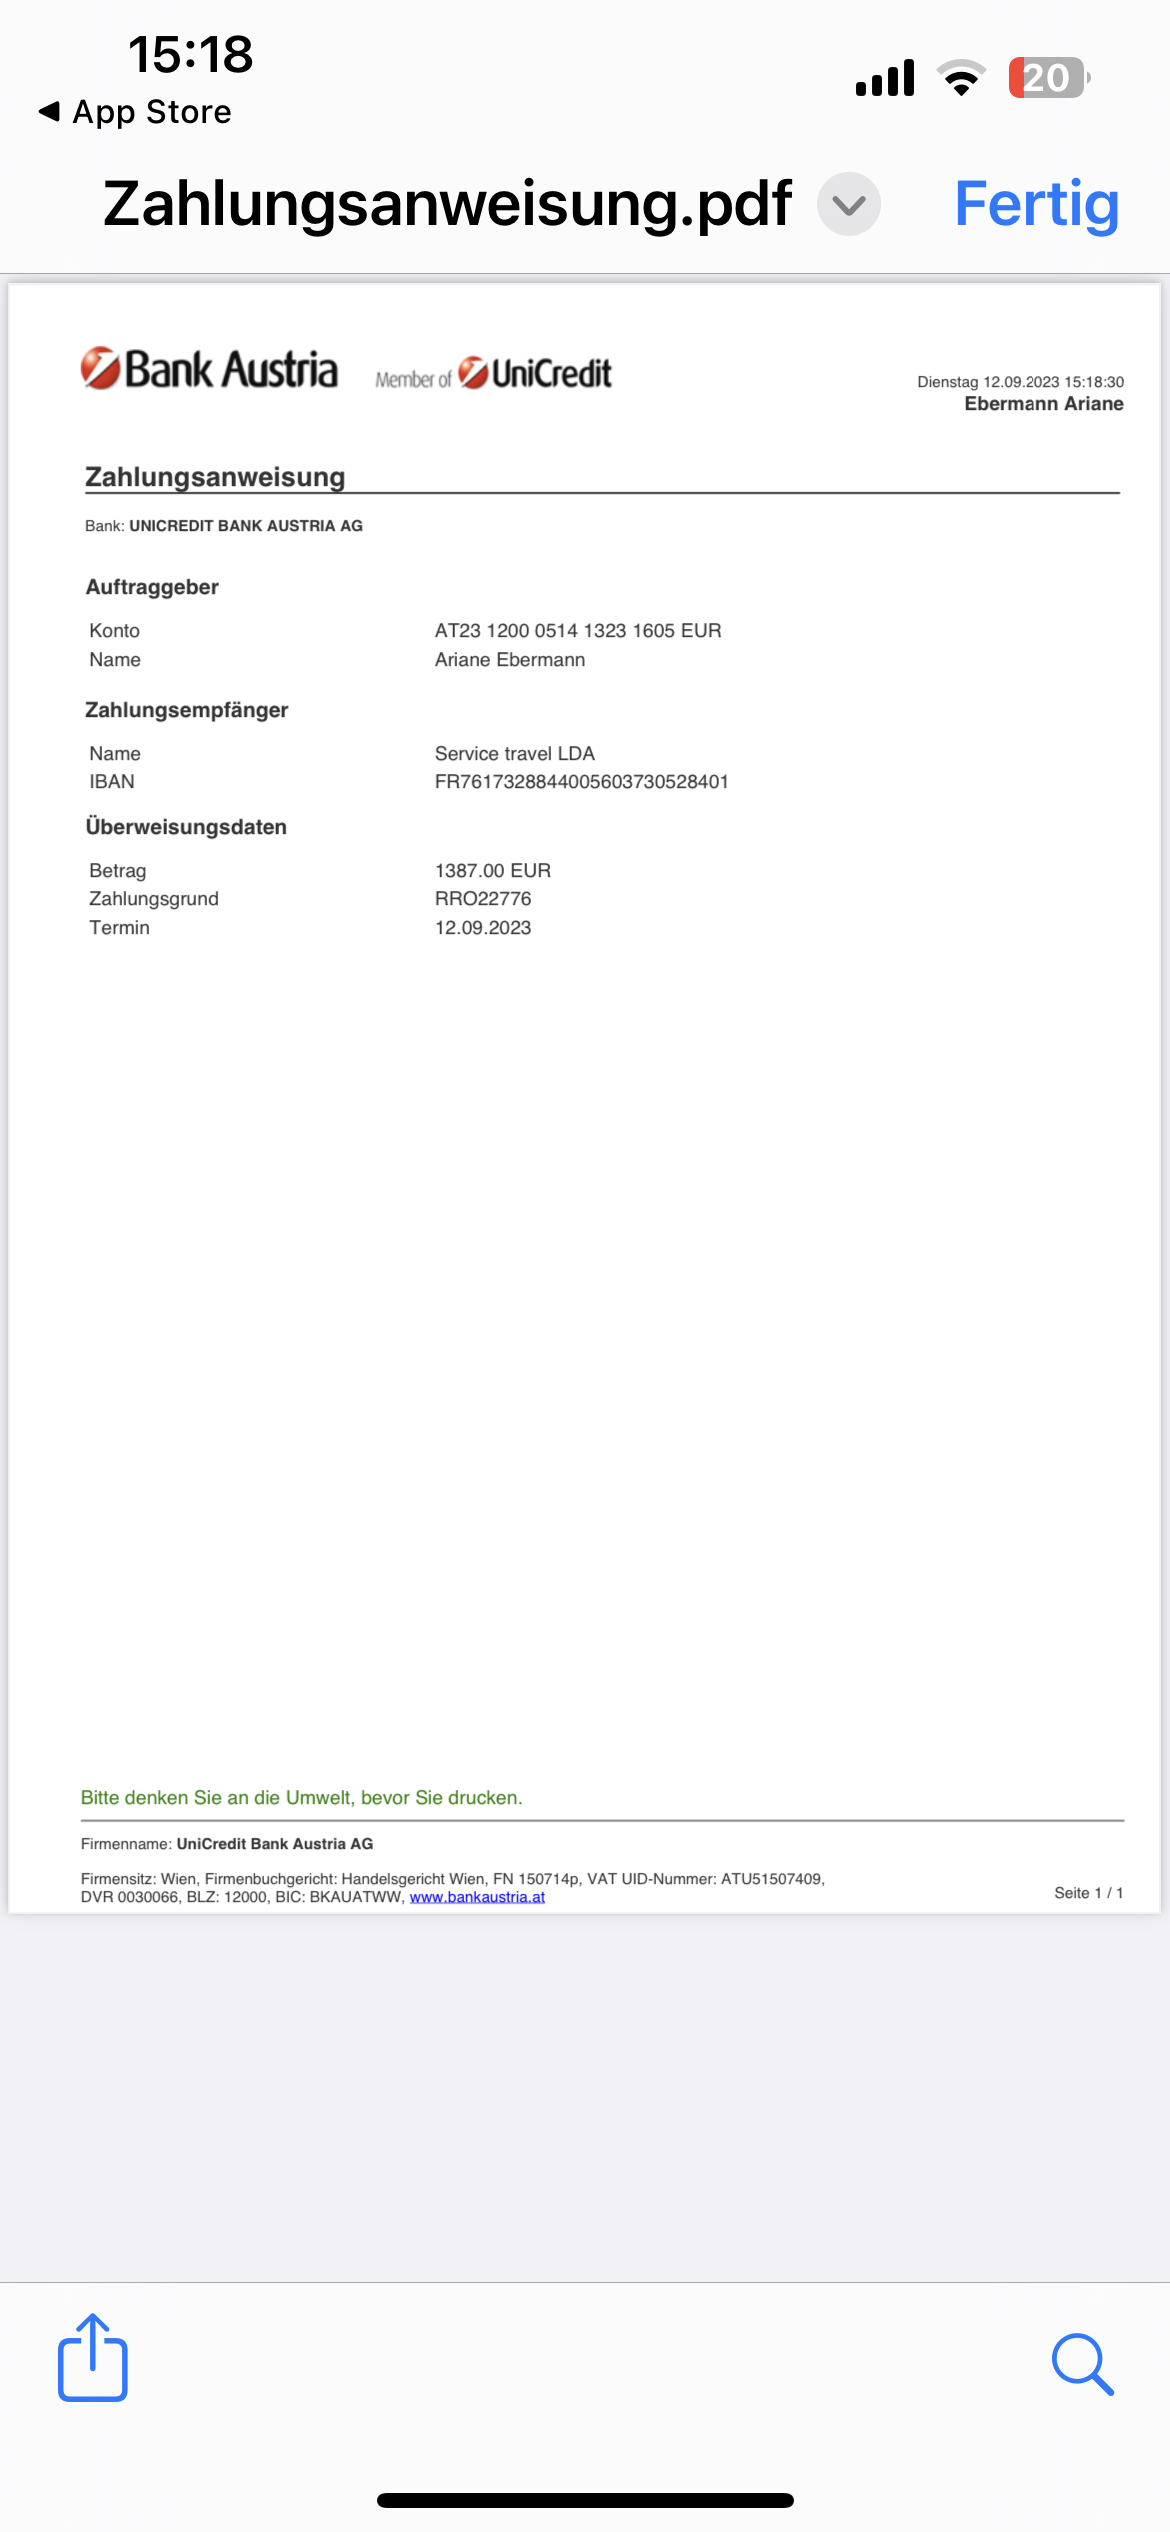 15:18
20
◀ App Store
Zahlungsanweisung.pdf
Fertig
Bank Austria Member of UniCredit
Dienstag 12.09.2023 15:18:30
Ebermann Ariane
Zahlungsanweisung
Bank: UNICREDIT BANK AUSTRIA AG
Auftraggeber
Konto AT23 1200 0514 1323 1605 EUR
Name Ariane Ebermann
Zahlungsempfänger
Name Service travel LDA
IBAN FR7617328844005603730528401
Überweisungsdaten
Betrag 1387.00 EUR
Zahlungsgrund RRO22776
Termin 12.09.2023
Bitte denken Sie an die Umwelt, bevor Sie drucken.
Firmenname: UniCredit Bank Austria AG
Firmensitz: Wien, Firmenbuchgericht: Handelsgericht Wien, FN 150714p, VAT UID-Nummer: ATU51507409,
DVR 0030066, BLZ: 12000, BIC: BKAUATWW, www.bankaustria.at
Seite 1 / 1